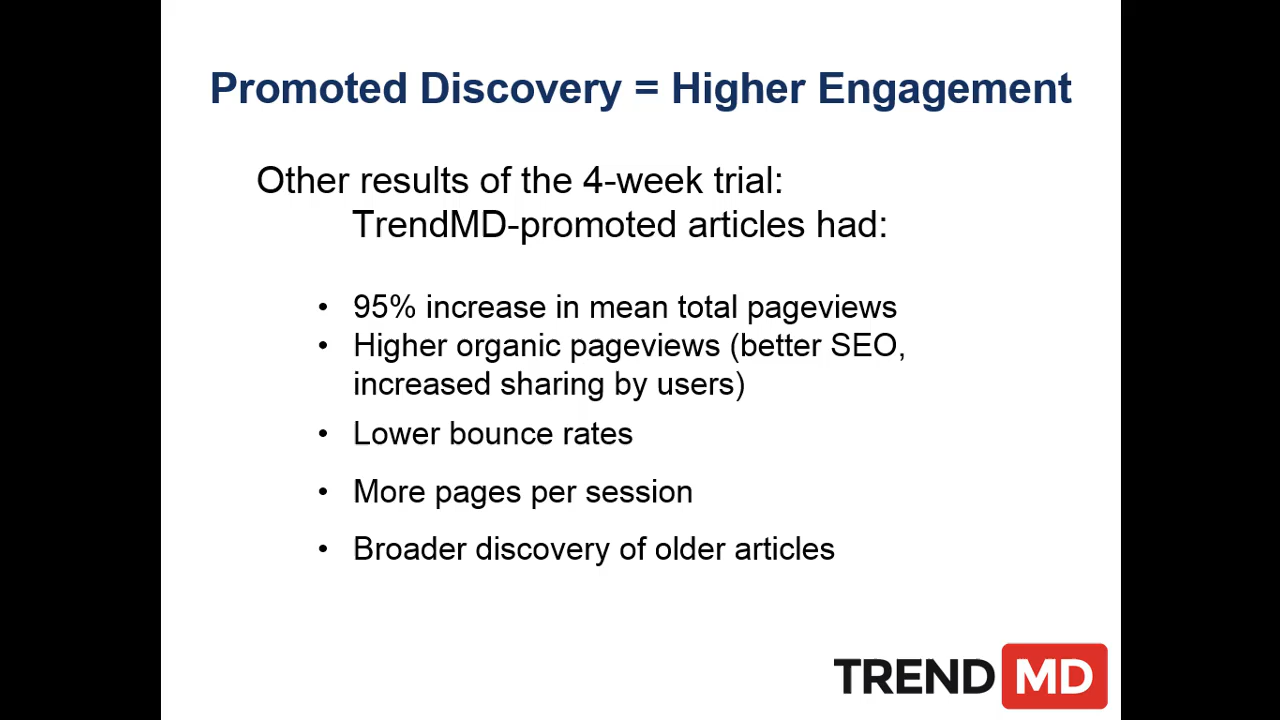 Promoted Discovery = Higher Engagement
Other results of the 4-week trial:
TrendMD-promoted articles had:
• 95% increase in mean total pageviews
• Higher organic pageviews (better SEO,
increased sharing by users)
• Lower bounce rates
• More pages per session
• Broader discovery of older articles
TREND MD